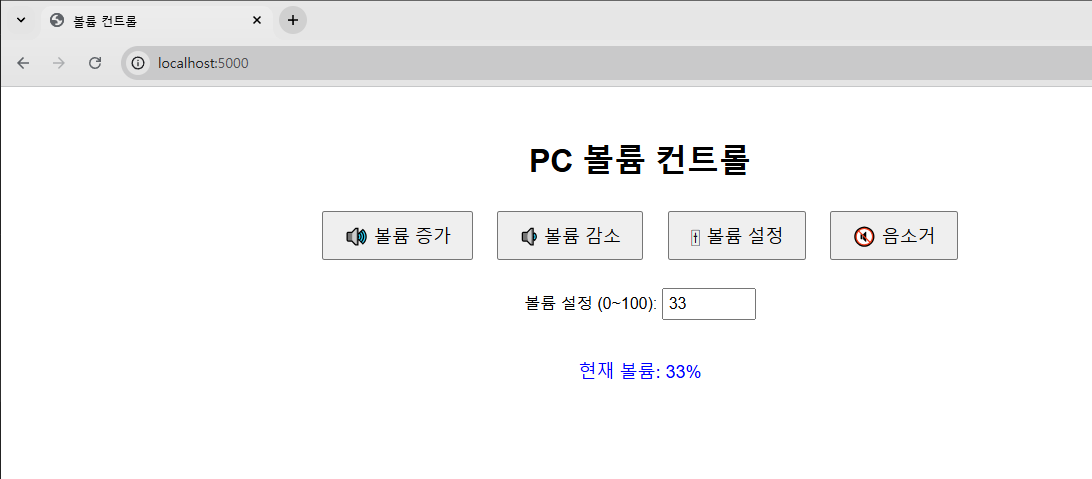 볼륨 컨트롤
localhost:5000
PC 볼륨 컨트롤
볼륨 증가 볼륨 감소 볼륨 설정 음소거
볼륨 설정 (0~100): 33
현재 볼륨: 33%